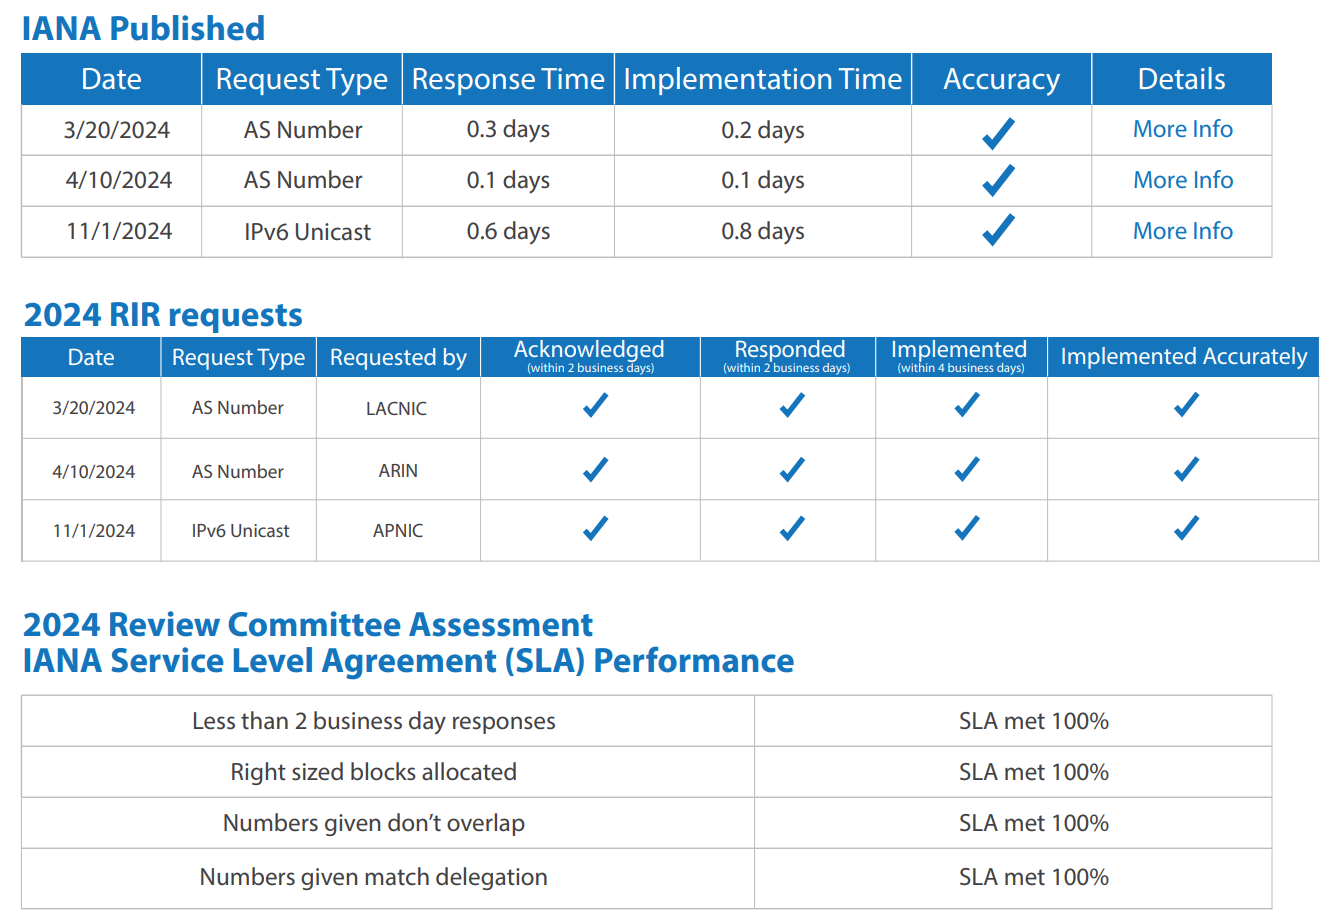 IANA Published
Date Request Type Response Time Implementation Time Accuracy Details
3/20/2024 AS Number 0.3 days 0.2 days ✓ More Info
4/10/2024 AS Number 0.1 days 0.1 days ✓ More Info
11/1/2024 IPv6 Unicast 0.6 days 0.8 days ✓ More Info
2024 RIR requests
Date Request Type Requested by Acknowledged (within 2 business days) Responded (within 2 business days) Implemented (within 4 business days) Implemented Accurately
3/20/2024 AS Number LACNIC ✓ ✓ ✓ ✓
4/10/2024 AS Number ARIN ✓ ✓ ✓ ✓
11/1/2024 IPv6 Unicast APNIC ✓ ✓ ✓ ✓
2024 Review Committee Assessment
IANA Service Level Agreement (SLA) Performance
Less than 2 business day responses SLA met 100%
Right sized blocks allocated SLA met 100%
Numbers given don’t overlap SLA met 100%
Numbers given match delegation SLA met 100%